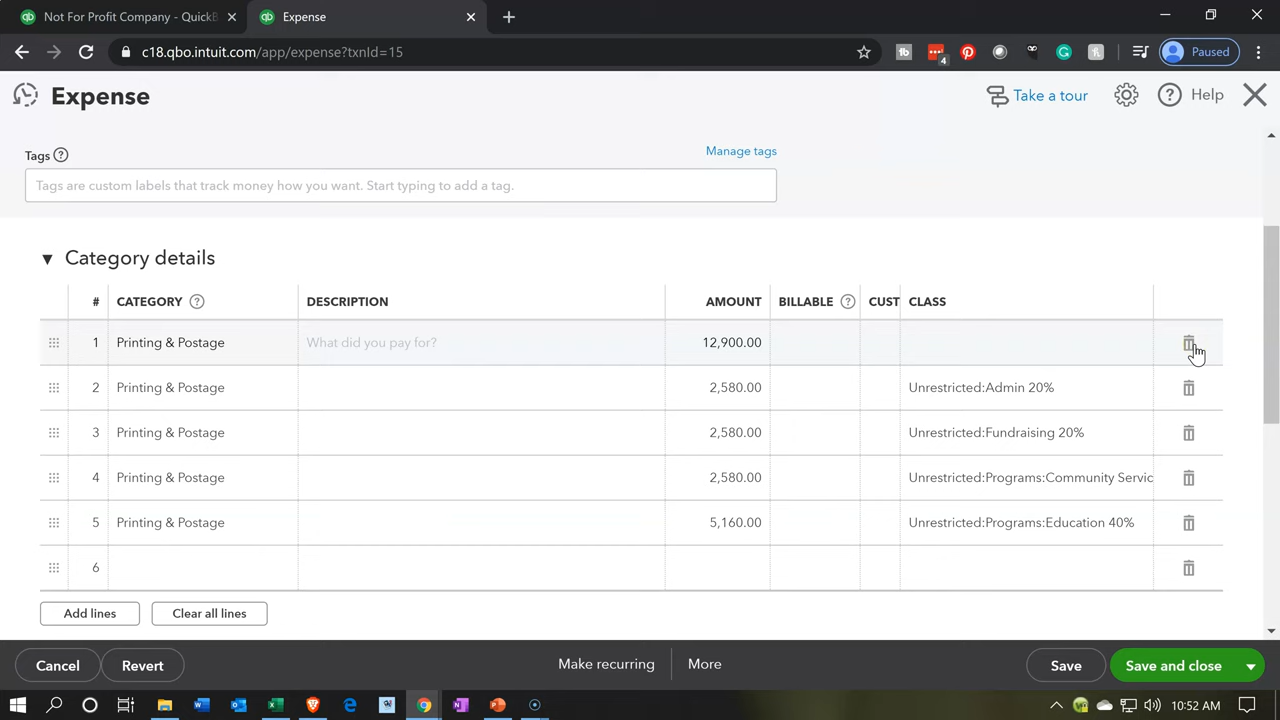 Not For Profit Company - QuickB
Expense
c18.qbo.intuit.com/app/expense?txnId=15
4
Paused
Expense
Take a tour
Help
Tags
Manage tags
Tags are custom labels that track money how you want. Start typing to add a tag.
Category details
# CATEGORY DESCRIPTION AMOUNT BILLABLE CUST CLASS
1 Printing & Postage What did you pay for? 12,900.00
2 Printing & Postage 2,580.00 Unrestricted:Admin 20%
3 Printing & Postage 2,580.00 Unrestricted:Fundraising 20%
4 Printing & Postage 2,580.00 Unrestricted:Programs:Community Servic
5 Printing & Postage 5,160.00 Unrestricted:Programs:Education 40%
6
Add lines Clear all lines
Cancel Revert Make recurring More Save Save and close
10:52 AM